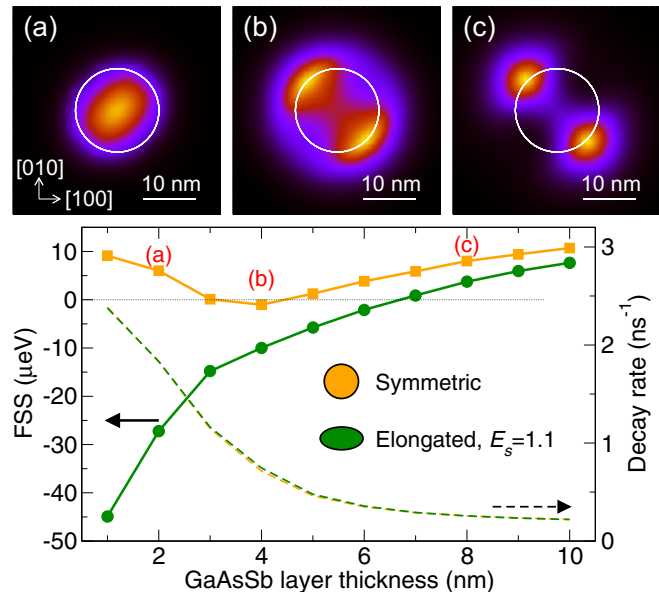 (a) (b) (c)
[010]
[100]
10 nm 10 nm 10 nm
10
0
-10
-20
-30
-40
-50
FSS (μeV)
(a) (b) (c)
Symmetric
Elongated, Es=1.1
3
2
1
0
Decay rate (ns-1)
2 4 6 8 10
GaAsSb layer thickness (nm)